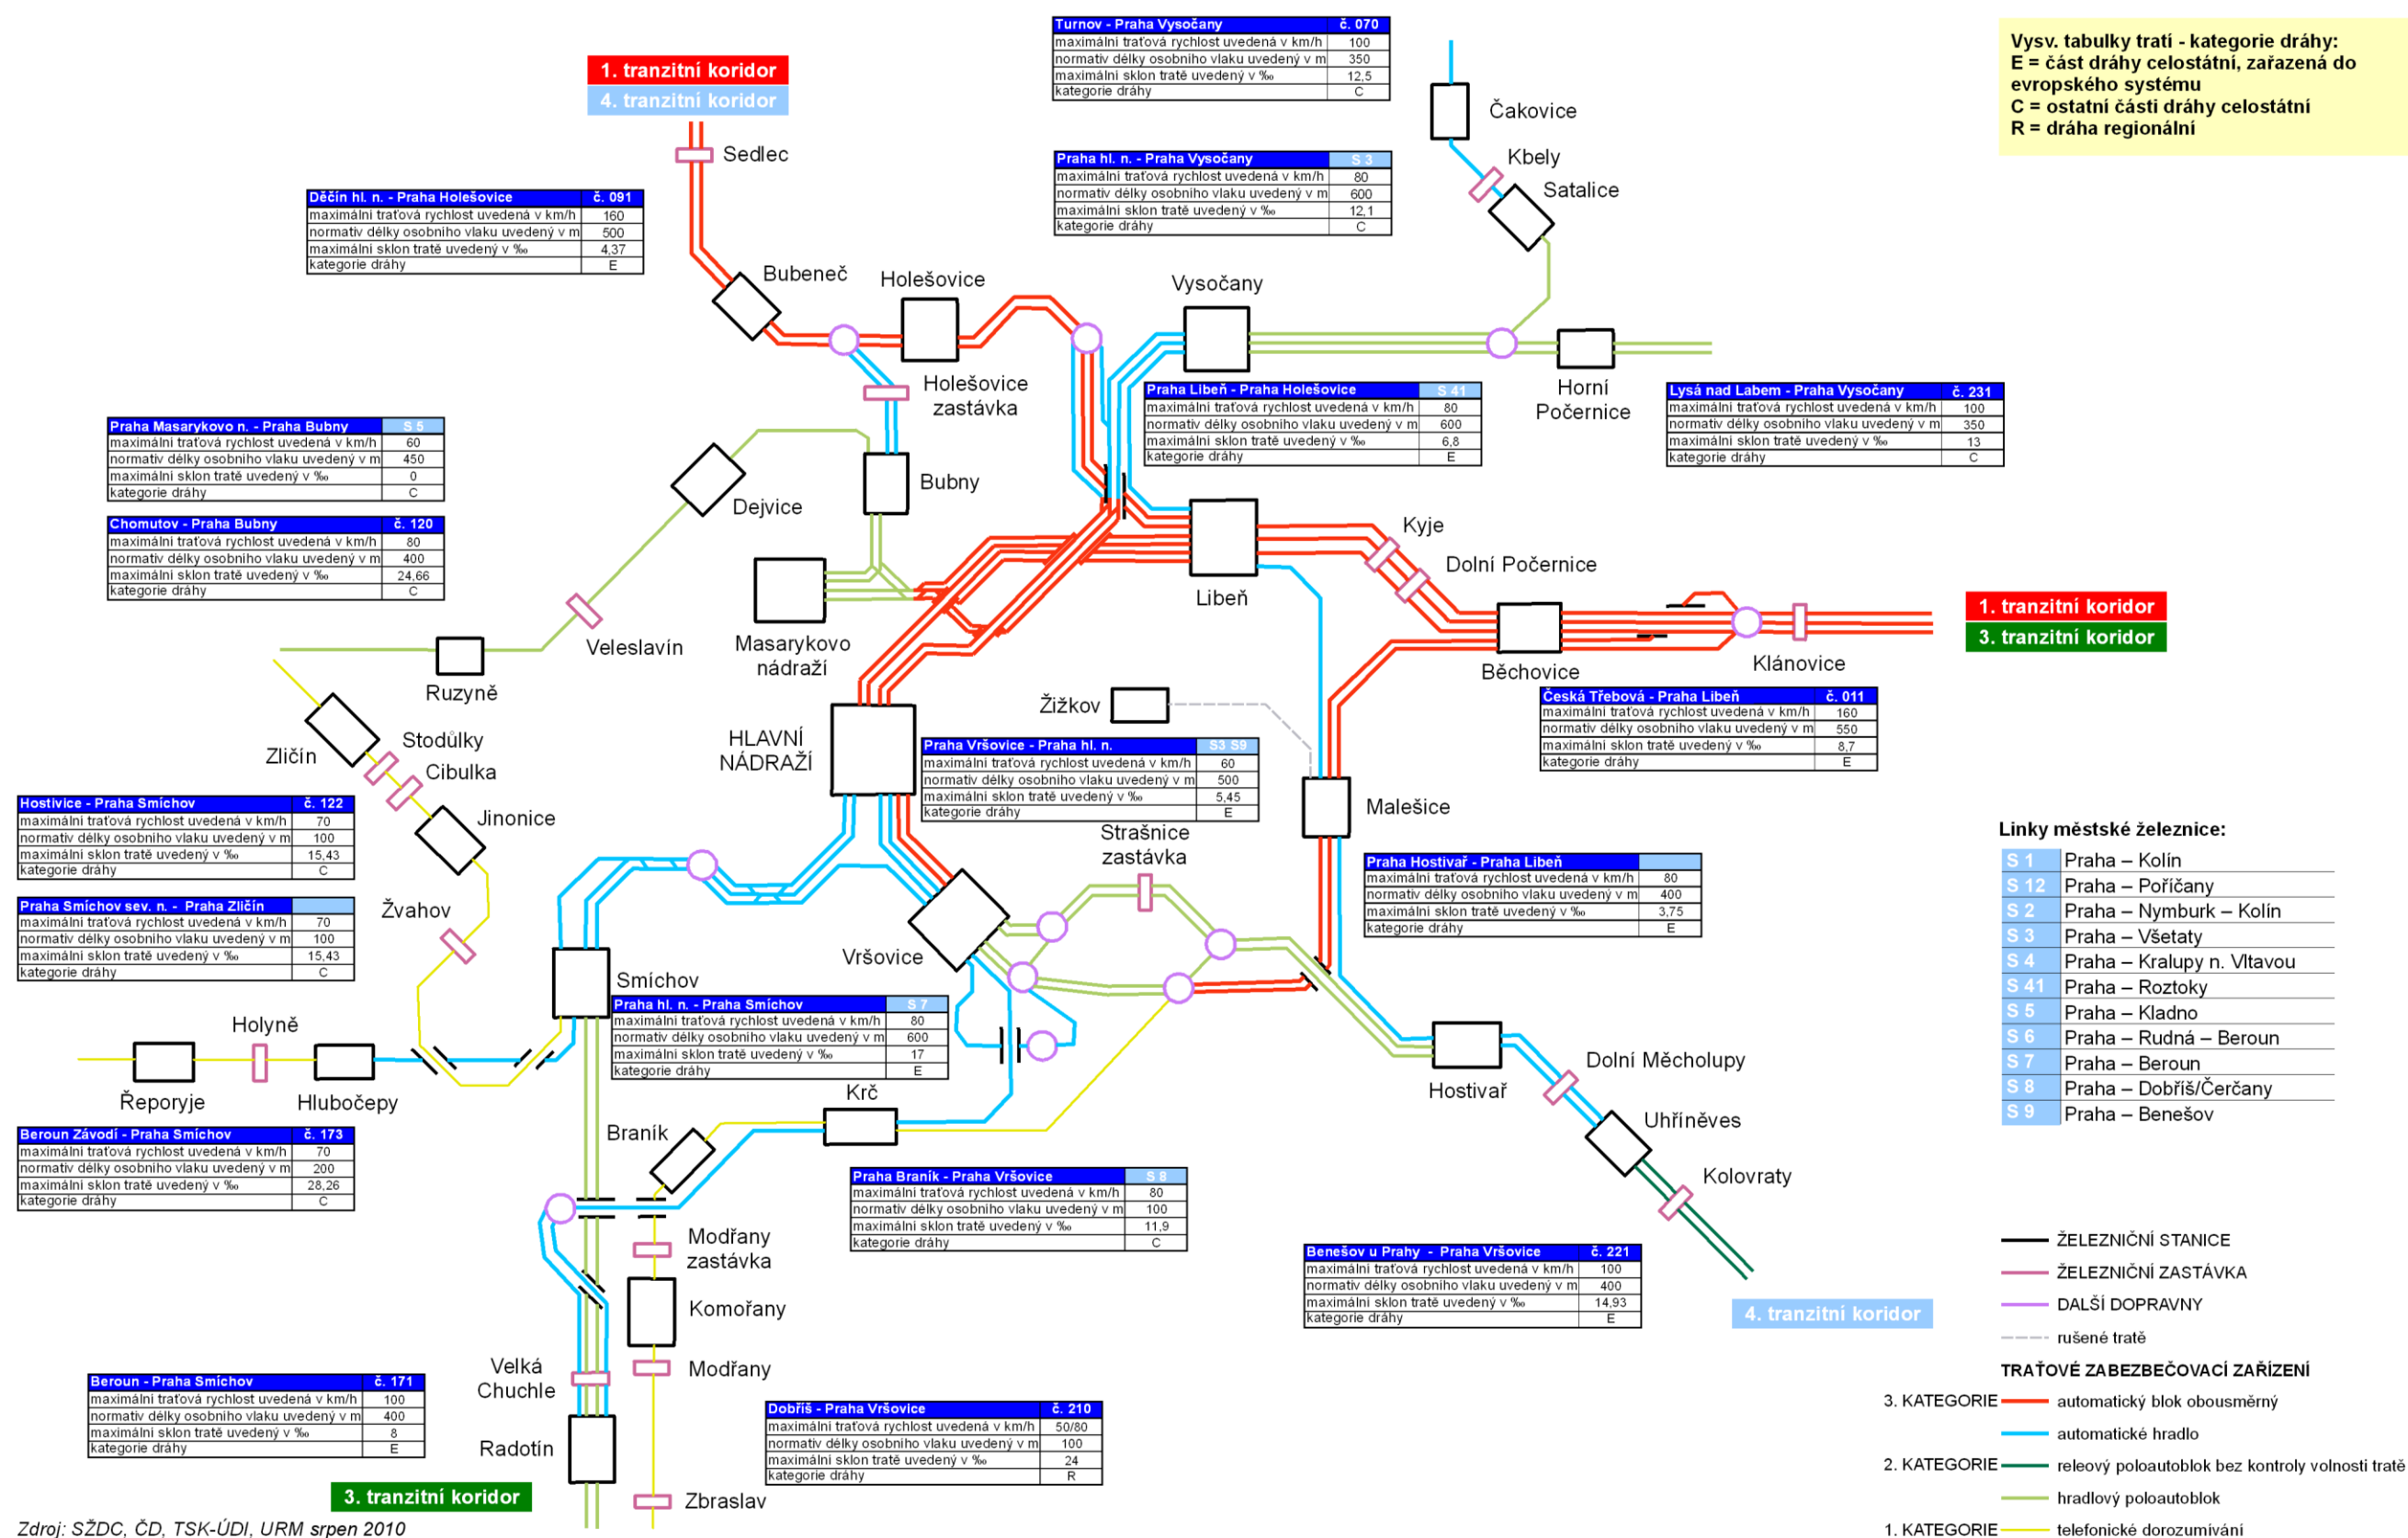 Turnov - Praha Vysočany č. 070
maximální traťová rychlost uvedená v km/h 100
normativ délky osobního vlaku uvedený v m 350
maximální sklon tratě uvedený v ‰ 12,5
kategorie dráhy C
Vysv. tabulky tratí - kategorie dráhy:
E = část dráhy celostátní, zařazená do
evropského systému
C = ostatní části dráhy celostátní
R = dráha regionální
1. tranzitní koridor
4. tranzitní koridor
Čakovice
Sedlec
Kbely
Satalice
Praha hl. n. - Praha Vysočany S 3
maximální traťová rychlost uvedená v km/h 80
normativ délky osobního vlaku uvedený v m 600
maximální sklon tratě uvedený v ‰ 12,1
kategorie dráhy C
Děčín hl. n. - Praha Holešovice č. 091
maximální traťová rychlost uvedená v km/h 160
normativ délky osobního vlaku uvedený v m 500
maximální sklon tratě uvedený v ‰ 4,37
kategorie dráhy E
Bubeneč
Holešovice
Vysočany
Holešovice
zastávka
Horní
Počernice
Praha Libeň - Praha Holešovice S 41
maximální traťová rychlost uvedená v km/h 80
normativ délky osobního vlaku uvedený v m 600
maximální sklon tratě uvedený v ‰ 6,8
kategorie dráhy E
Lysá nad Labem - Praha Vysočany č. 231
maximální traťová rychlost uvedená v km/h 100
normativ délky osobního vlaku uvedený v m 350
maximální sklon tratě uvedený v ‰ 13
kategorie dráhy C
Praha Masarykovo n. - Praha Bubny S 5
maximální traťová rychlost uvedená v km/h 60
normativ délky osobního vlaku uvedený v m 450
maximální sklon tratě uvedený v ‰ 0
kategorie dráhy C
Bubny
Dejvice
Chomutov - Praha Bubny č. 120
maximální traťová rychlost uvedená v km/h 80
normativ délky osobního vlaku uvedený v m 400
maximální sklon tratě uvedený v ‰ 24,66
kategorie dráhy C
Kyje
Dolní Počernice
Libeň
1. tranzitní koridor
3. tranzitní koridor
Veleslavín
Masarykovo
nádraží
Klánovice
Běchovice
Ruzyně
Žižkov
Česká Třebová - Praha Libeň č. 011
maximální traťová rychlost uvedená v km/h 160
normativ délky osobního vlaku uvedený v m 550
maximální sklon tratě uvedený v ‰ 8,7
kategorie dráhy E
HLAVNÍ
NÁDRAŽÍ
Zličín
Stodůlky
Cibulka
Praha Vršovice - Praha hl. n. S3 S9
maximální traťová rychlost uvedená v km/h 60
normativ délky osobního vlaku uvedený v m 500
maximální sklon tratě uvedený v ‰ 5,45
kategorie dráhy E
Malešice
Hostivice - Praha Smíchov č. 122
maximální traťová rychlost uvedená v km/h 70
normativ délky osobního vlaku uvedený v m 100
maximální sklon tratě uvedený v ‰ 15,43
kategorie dráhy C
Jinonice
Strašnice
zastávka
Linky městské železnice:
S 1 Praha – Kolín
S 12 Praha – Poříčany
S 2 Praha – Nymburk – Kolín
S 3 Praha – Všetaty
S 4 Praha – Kralupy n. Vltavou
S 41 Praha – Roztoky
S 5 Praha – Kladno
S 6 Praha – Rudná – Beroun
S 7 Praha – Beroun
S 8 Praha – Dobříš/Čerčany
S 9 Praha – Benešov
Praha Hostivař - Praha Libeň
maximální traťová rychlost uvedená v km/h 80
normativ délky osobního vlaku uvedený v m 400
maximální sklon tratě uvedený v ‰ 3,75
kategorie dráhy E
Praha Smíchov sev. n. - Praha Zličín
maximální traťová rychlost uvedená v km/h 70
normativ délky osobního vlaku uvedený v m 100
maximální sklon tratě uvedený v ‰ 15,43
kategorie dráhy C
Žvahov
Vršovice
Smíchov
Praha hl. n. - Praha Smíchov S 7
maximální traťová rychlost uvedená v km/h 80
normativ délky osobního vlaku uvedený v m 600
maximální sklon tratě uvedený v ‰ 17
kategorie dráhy E
Holyně
Řeporyje
Hlubočepy
Krč
Dolní Měcholupy
Hostivař
Uhříněves
Braník
Kolovraty
Beroun Závodí - Praha Smíchov č. 173
maximální traťová rychlost uvedená v km/h 70
normativ délky osobního vlaku uvedený v m 200
maximální sklon tratě uvedený v ‰ 28,26
kategorie dráhy C
Praha Braník - Praha Vršovice S 8
maximální traťová rychlost uvedená v km/h 80
normativ délky osobního vlaku uvedený v m 100
maximální sklon tratě uvedený v ‰ 11,9
kategorie dráhy C
Modřany
zastávka
Komořany
Benešov u Prahy - Praha Vršovice č. 221
maximální traťová rychlost uvedená v km/h 100
normativ délky osobního vlaku uvedený v m 400
maximální sklon tratě uvedený v ‰ 14,93
kategorie dráhy E
4. tranzitní koridor
ŽELEZNIČNÍ STANICE
ŽELEZNIČNÍ ZASTÁVKA
DALŠÍ DOPRAVNY
rušené tratě
TRAŤOVÉ ZABEZBEČOVACÍ ZAŘÍZENÍ
3. KATEGORIE automatický blok obousměrný
automatické hradlo
2. KATEGORIE releový poloautoblok bez kontroly volnosti tratě
hradlový poloautoblok
1. KATEGORIE telefonické dorozumívání
Velká
Chuchle
Modřany
Beroun - Praha Smíchov č. 171
maximální traťová rychlost uvedená v km/h 100
normativ délky osobního vlaku uvedený v m 400
maximální sklon tratě uvedený v ‰ 8
kategorie dráhy E
Radotín
Dobříš - Praha Vršovice č. 210
maximální traťová rychlost uvedená v km/h 50/80
normativ délky osobního vlaku uvedený v m 100
maximální sklon tratě uvedený v ‰ 24
kategorie dráhy R
3. tranzitní koridor
Zbraslav
Zdroj: SŽDC, ČD, TSK-ÚDI, URM srpen 2010